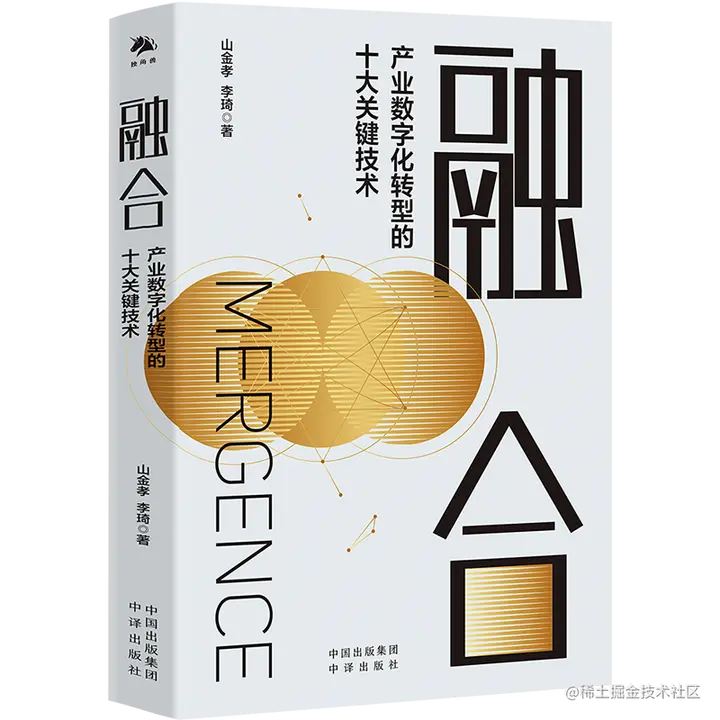 独角兽
融合
产业数字化转型的
十大关键技术
山金孝 李琦◎著
中国出版集团
中译出版社
山金孝 李琦◎著
产业数字化转型的
十大关键技术
融合
MERGENCE
中国出版集团
中译出版社
@稀土掘金技术社区